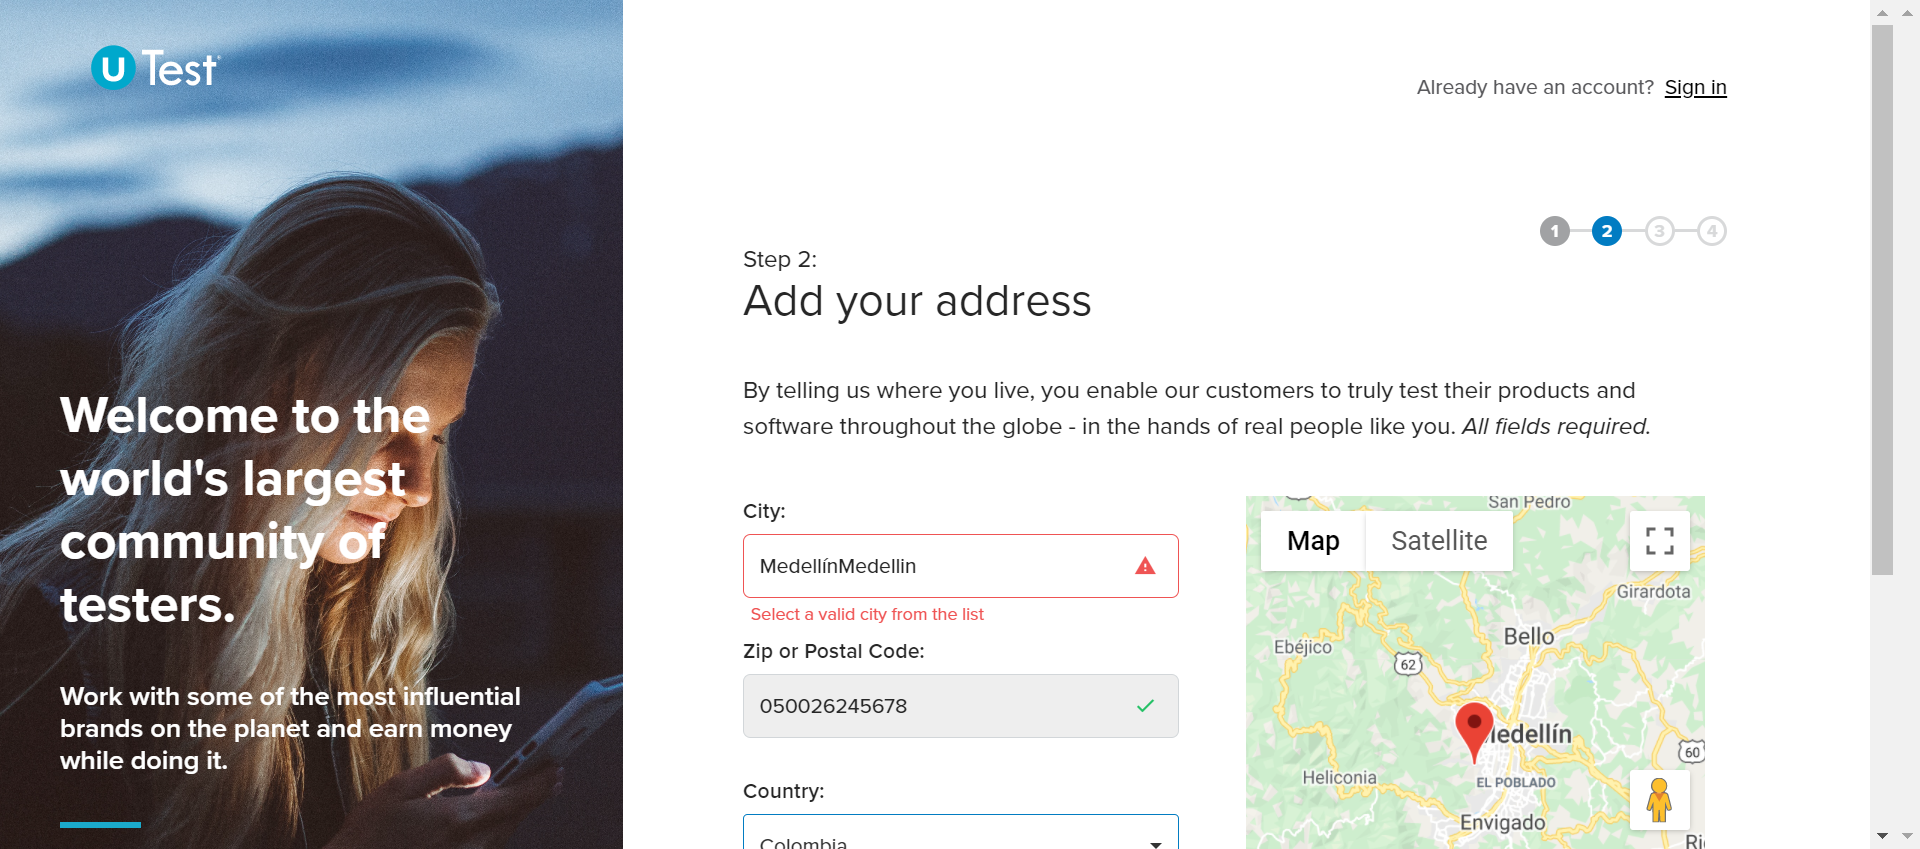 u Test
Already have an account? Sign in
1 2 3 4
Step 2:
Add your address
By telling us where you live, you enable our customers to truly test their products and
software throughout the globe - in the hands of real people like you. All fields required.
Welcome to the
world's largest
community of
testers.
Work with some of the most influential
brands on the planet and earn money
while doing it.
City:
MedellínMedellin
Select a valid city from the list
Zip or Postal Code:
050026245678
Country:
Colombia
San Pedro
Map Satellite
Girardota
Bello
Ebéjico
62
Medellín
60
Heliconia
EL POBLADO
Envigado